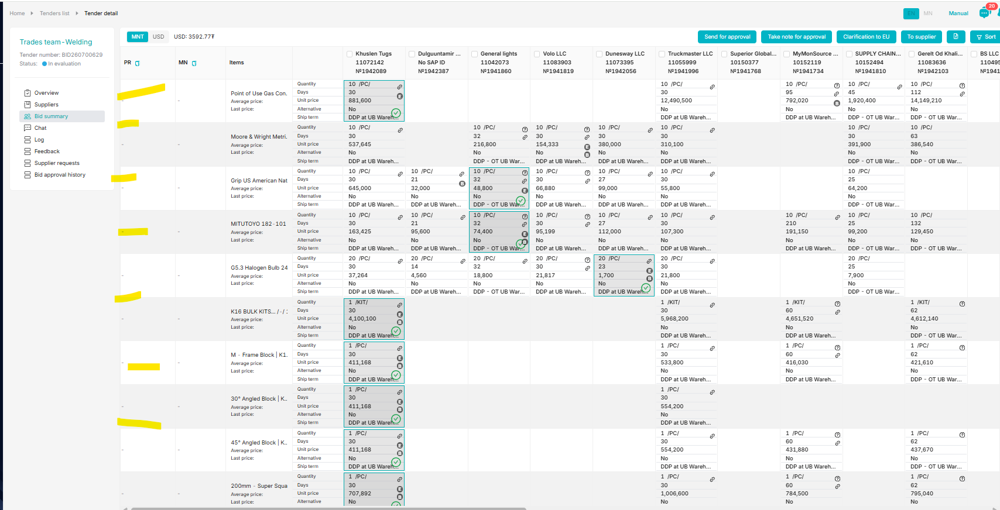 Home Tenders list Tender detail
EN MN Manual 20
Trades team-Welding
Tender number: BID260700629
Status: In evaluation
Overview
Suppliers
Bid summary
Chat
Log
Feedback
Supplier requests
Bid approval history
MNT USD USD: 3592.77₮
Send for approval Take note for approval Clarification to EU To supplier Sort
PR MN Items
Khuslen Tugs Dulguuntamir ... General lights Volo LLC Dunesway LLC Truckmaster LLC Superior Global... MyMonSource ... SUPPLY CHAIN... Gerelt Od Khali... BS LLC
11072142 No SAP ID 11042073 11083903 11073395 11055999 10150377 10152119 10152494 11083636 110495
№1942089 №1942387 №1941860 №1941819 №1942056 №1941996 №1941768 №1941734 №1941810 №1942103 №1941
Quantity 10 /PC/ 10 /PC/ 10 /PC/ 10 /PC/ 10 /PC/
Point of Use Gas Con. Days 30 30 95 45 112
- - Average price: Unit price 881,600 12,490,500 792,020 1,920,400 14,149,210
Last price: Alternative No No No No No
Ship term DDP at UB Wareh... DDP at UB Wareh... DDP at UB Wareh... DDP at UB Wareh... DDP - OT UB War...
Quantity 10 /PC/ 10 /PC/ 10 /PC/ 10 /PC/ 10 /PC/ 10 /PC/ 10 /PC/
Moore & Wright Metri. Days 30 32 30 30 30 30 63
- - Average price: Unit price 537,645 216,800 154,333 380,000 310,100 391,900 386,540
Last price: Alternative No No No No No No No
Ship term DDP at UB Wareh... DDP - OT UB War... DDP at UB Wareh... DDP at UB Wareh... DDP at UB Wareh... DDP - OT UB War... DDP - OT UB War...
Quantity 10 /PC/ 10 /PC/ 10 /PC/ 10 /PC/ 10 /PC/ 10 /PC/ 10 /PC/
Grip US American Nat Days 30 21 32 30 27 30 25
- - Average price: Unit price 645,000 32,000 48,800 66,880 99,000 55,800 64,200
Last price: Alternative No No No No No No No
Ship term DDP at UB Wareh... DDP at UB Wareh... DDP - OT UB War... DDP at UB Wareh... DDP at UB Wareh... DDP at UB Wareh... DDP - OT UB War...
Quantity 10 /PC/ 10 /PC/ 10 /PC/ 10 /PC/ 10 /PC/ 10 /PC/ 10 /PC/ 10 /PC/ 10 /PC/
MITUTOYO 182-101 Days 30 21 32 30 27 30 210 25 132
- - Average price: Unit price 163,425 95,600 74,400 95,199 112,000 107,300 191,150 99,200 129,450
Last price: Alternative No No No No No No No No No
Ship term DDP at UB Wareh... DDP at UB Wareh... DDP - OT UB War... DDP at UB Wareh... DDP at UB Wareh... DDP at UB Wareh... DDP at UB Wareh... DDP - OT UB War... DDP - OT UB War...
Quantity 20 /PC/ 20 /PC/ 20 /PC/ 20 /PC/ 20 /PC/ 20 /PC/ 20 /PC/
G5.3 Halogen Bulb 24 Days 30 14 32 30 23 30 25
- - Average price: Unit price 37,264 4,560 18,800 21,817 1,700 21,800 7,900
Last price: Alternative No No No No No No No
Ship term DDP at UB Wareh... DDP at UB Wareh... DDP - OT UB War... DDP at UB Wareh... DDP at UB Wareh... DDP at UB Wareh... DDP - OT UB War...
Quantity 1 /KIT/ 1 /KIT/ 1 /KIT/ 1 /KIT/
K16 BULK KITS... /-/ Days 30 30 60 62
- - Average price: Unit price 4,100,100 5,968,200 4,651,520 4,612,140
Last price: Alternative No No No No
Ship term DDP at UB Wareh... DDP at UB Wareh... DDP at UB Wareh... DDP - OT UB War...
Quantity 1 /PC/ 1 /PC/ 1 /PC/ 1 /PC/
M - Frame Block | K1. Days 30 30 60 62
- - Average price: Unit price 411,168 533,800 416,030 421,610
Last price: Alternative No No No No
Ship term DDP at UB Wareh... DDP at UB Wareh... DDP at UB Wareh... DDP - OT UB War...
Quantity 1 /PC/ 1 /PC/
30° Angled Block | K.. Days 30 30
- - Average price: Unit price 411,168 554,200
Last price: Alternative No No
Ship term DDP at UB Wareh... DDP at UB Wareh...
Quantity 1 /PC/ 1 /PC/ 1 /PC/ 1 /PC/
45° Angled Block | K.. Days 30 30 60 62
- - Average price: Unit price 411,168 554,200 431,880 437,670
Last price: Alternative No No No No
Ship term DDP at UB Wareh... DDP at UB Wareh... DDP at UB Wareh... DDP - OT UB War...
Quantity 1 /PC/ 1 /PC/ 1 /PC/ 1 /PC/
200mm - Super Squa Days 30 30 60 62
- - Average price: Unit price 707,892 1,006,600 784,500 795,040
Last price: Alternative No No No No